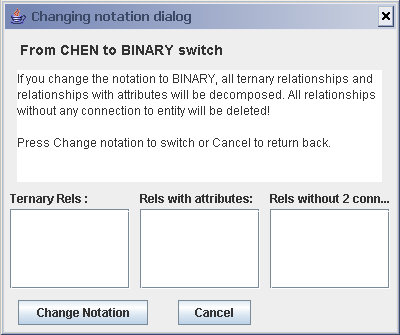 Changing notation dialog
From CHEN to BINARY switch
If you change the notation to BINARY, all ternary relationships and
relationships with attributes will be decomposed. All relationships
without any connection to entity will be deleted!
Press Change notation to switch or Cancel to return back.
Ternary Rels : Rels with attributes: Rels without 2 conn...
Change Notation Cancel